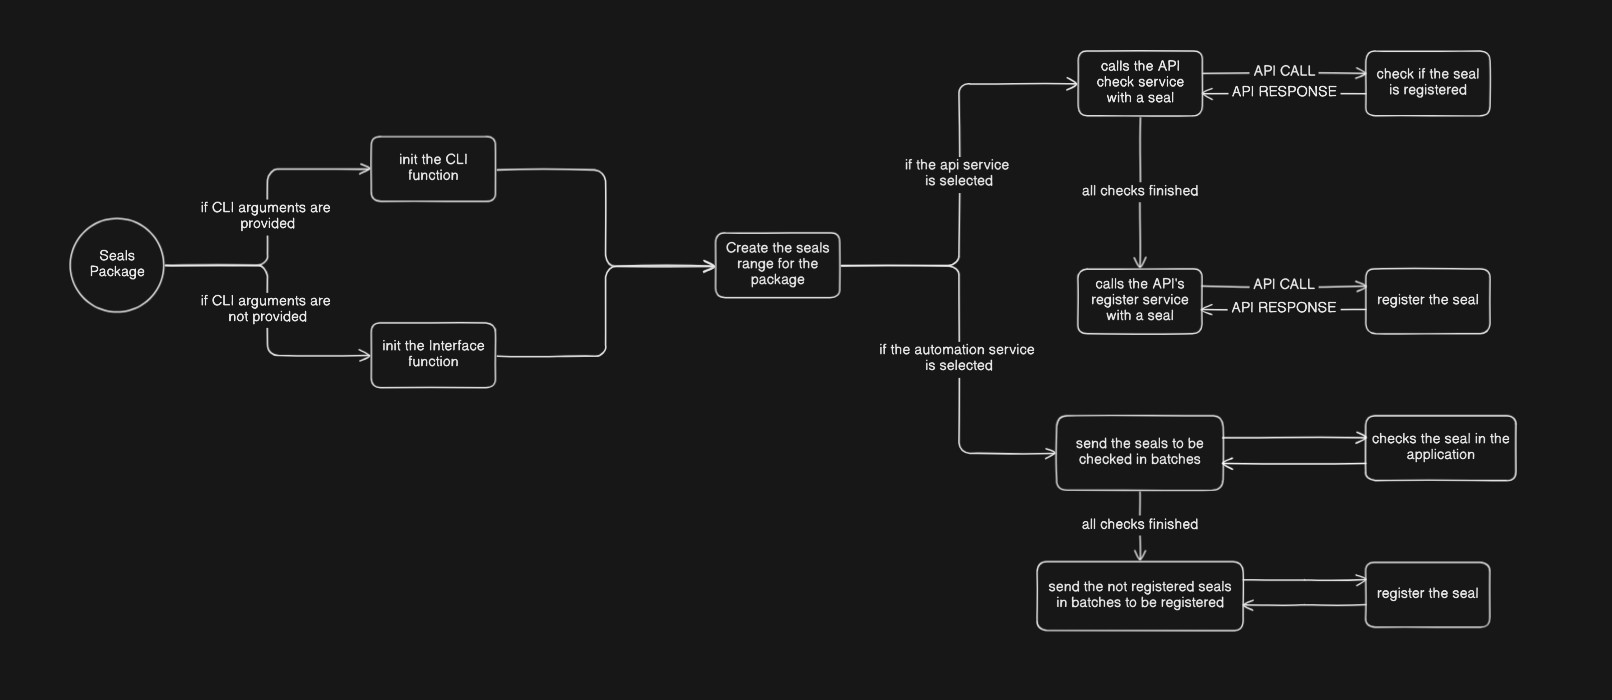 Seals
Package
if CLI arguments are
provided
if CLI arguments are
not provided
init the CLI
function
init the Interface
function
Create the seals
range for the
package
if the api service
is selected
if the automation service
is selected
calls the API
check service
with a seal
API CALL
API RESPONSE
check if the seal
is registered
all checks finished
calls the API's
register service
with a seal
API CALL
API RESPONSE
register the seal
send the seals to be
checked in batches
checks the seal in the
application
all checks finished
send the not registered seals
in batches to be registered
register the seal